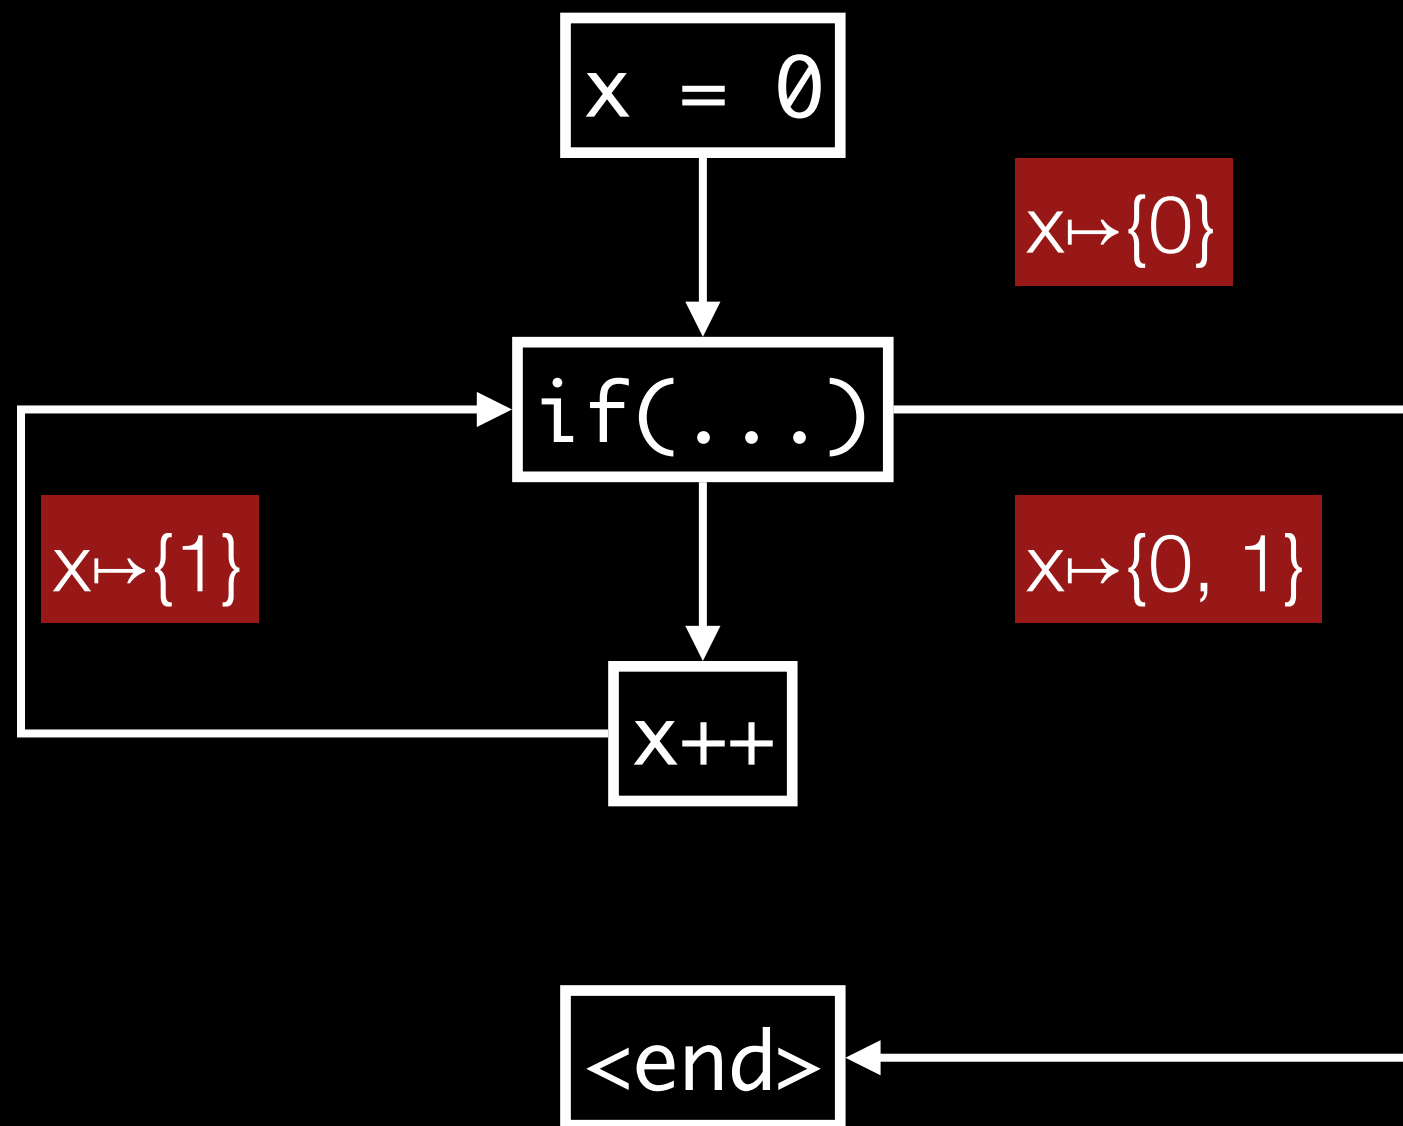 x = 0
x↦{0}
if(...)
x↦{1}
x↦{0, 1}
x++
<end>